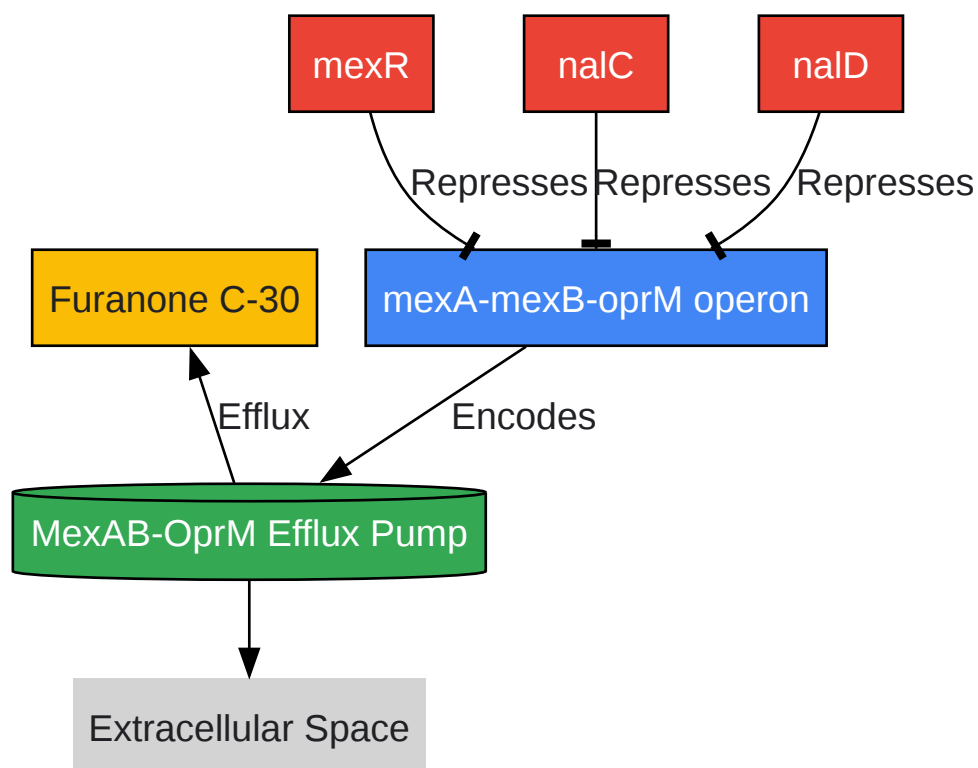 mexR
nalC
nalD
Represses
Represses
Represses
Furanone C-30
mexA-mexB-oprM operon
Efflux
Encodes
MexAB-OprM Efflux Pump
Extracellular Space